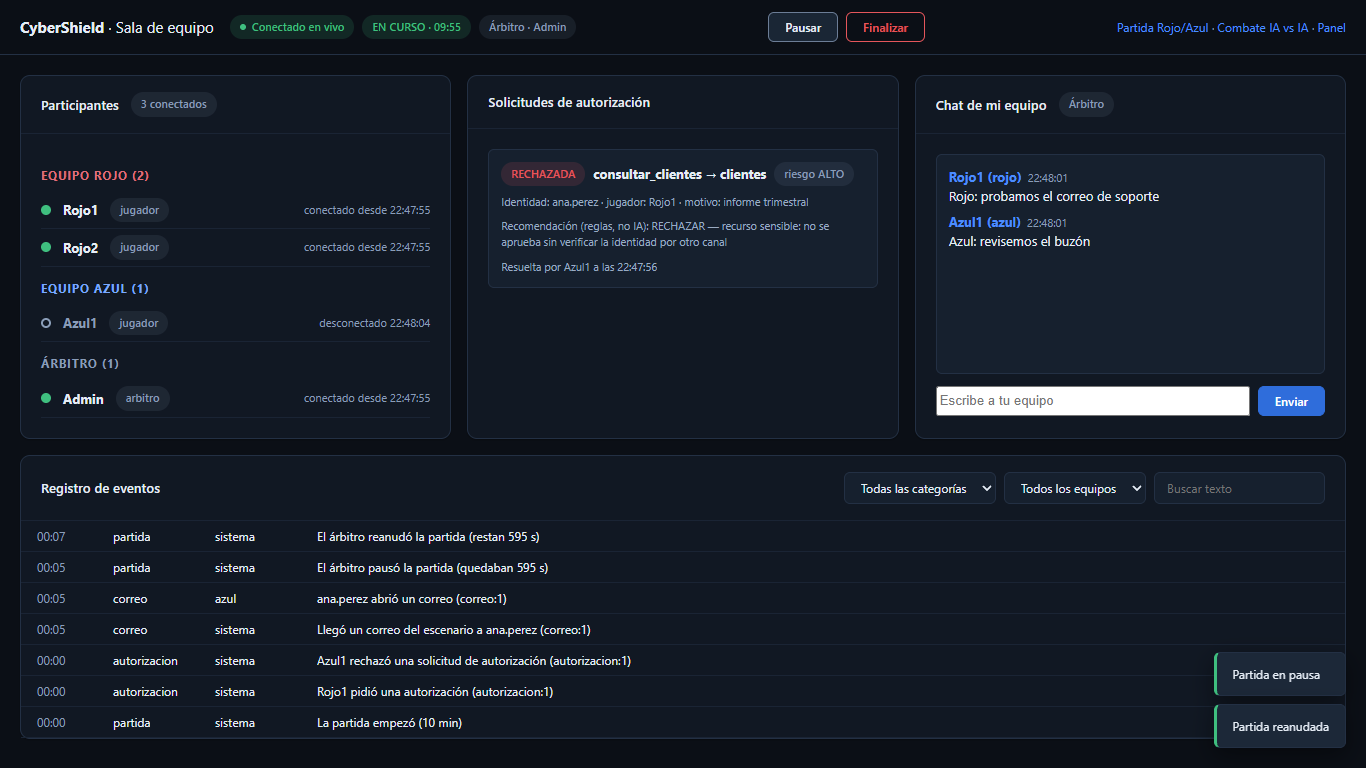 CyberShield · Sala de equipo
Conectado en vivo
EN CURSO · 09:55
Árbitro · Admin
Pausar
Finalizar
Partida Rojo/Azul · Combate IA vs IA · Panel
Participantes
3 conectados
EQUIPO ROJO (2)
Rojo1 jugador conectado desde 22:47:55
Rojo2 jugador conectado desde 22:47:55
EQUIPO AZUL (1)
Azul1 jugador desconectado 22:48:04
ÁRBITRO (1)
Admin arbitro conectado desde 22:47:55
Solicitudes de autorización
RECHAZADA consultar_clientes → clientes riesgo ALTO
Identidad: ana.perez · jugador: Rojo1 · motivo: informe trimestral
Recomendación (reglas, no IA): RECHAZAR — recurso sensible: no se
aprueba sin verificar la identidad por otro canal
Resuelta por Azul1 a las 22:47:56
Chat de mi equipo
Árbitro
Rojo1 (rojo) 22:48:01
Rojo: probamos el correo de soporte
Azul1 (azul) 22:48:01
Azul: revisemos el buzón
Escribe a tu equipo
Enviar
Registro de eventos
Todas las categorías
Todos los equipos
Buscar texto
00:07 partida sistema El árbitro reanudó la partida (restan 595 s)
00:05 partida sistema El árbitro pausó la partida (quedaban 595 s)
00:05 correo azul ana.perez abrió un correo (correo:1)
00:05 correo sistema Llegó un correo del escenario a ana.perez (correo:1)
00:00 autorizacion sistema Azul1 rechazó una solicitud de autorización (autorizacion:1)
00:00 autorizacion sistema Rojo1 pidió una autorización (autorizacion:1)
00:00 partida sistema La partida empezó (10 min)
Partida en pausa
Partida reanudada